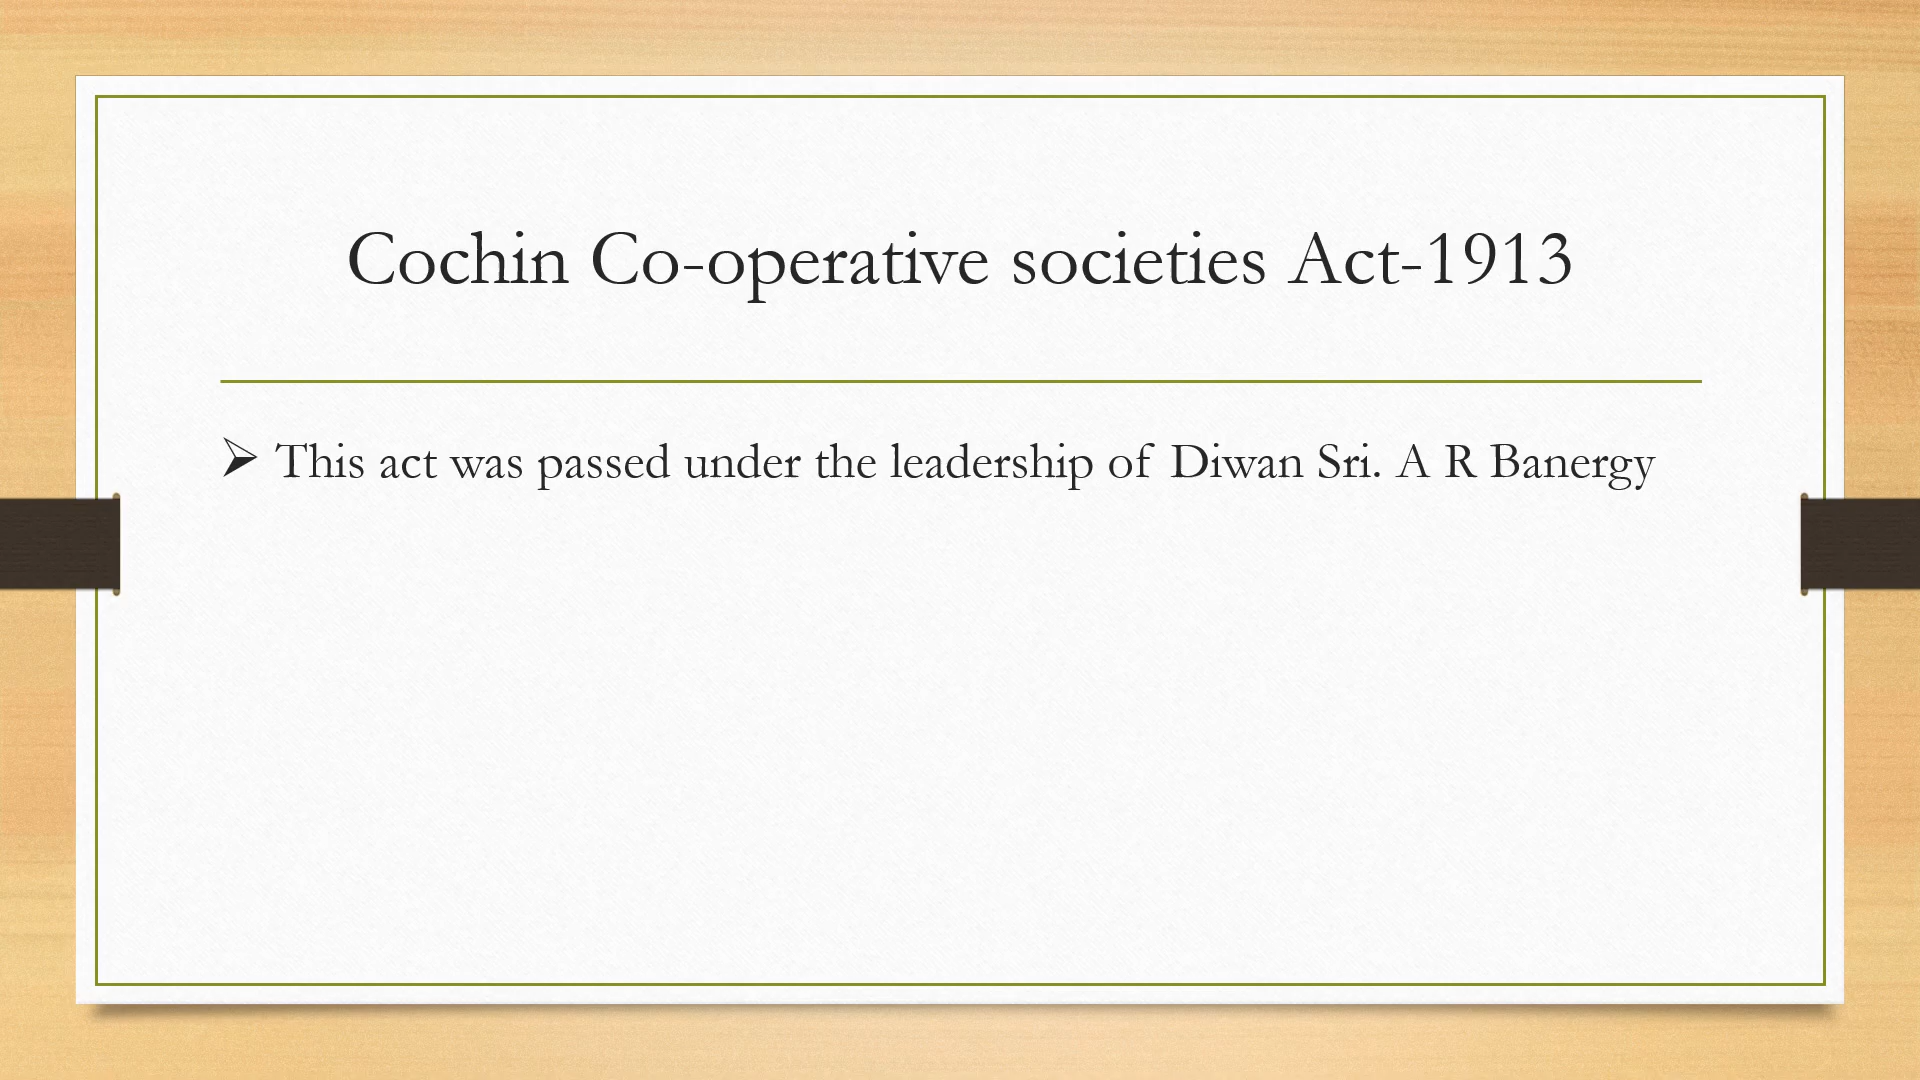 Cochin Co-operative societies Act-1913
➢ This act was passed under the leadership of Diwan Sri. A R Banergy